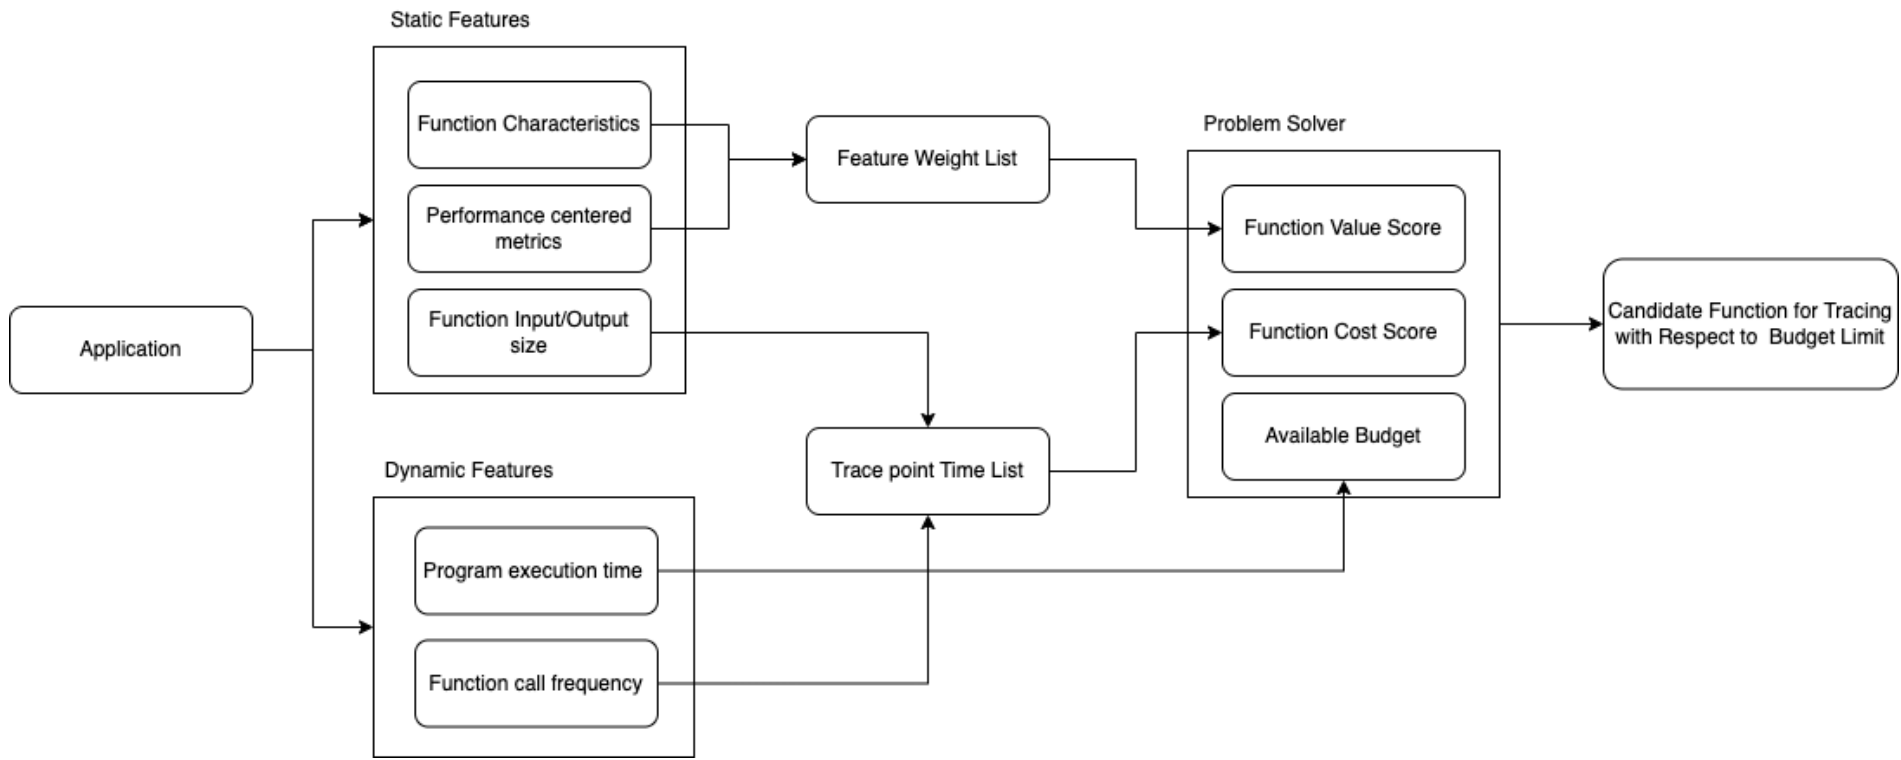 Static Features
Function Characteristics
Performance centered
metrics
Function Input/Output
size
Application
Dynamic Features
Program execution time
Function call frequency
Feature Weight List
Trace point Time List
Problem Solver
Function Value Score
Function Cost Score
Available Budget
Candidate Function for Tracing
with Respect to  Budget Limit